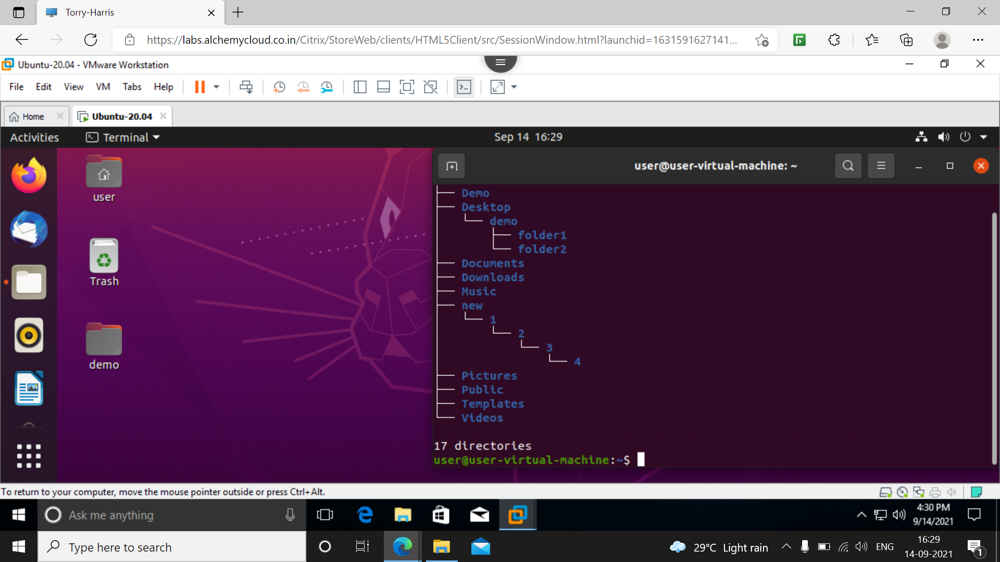 Torry-Harris
https://labs.alchemycloud.co.in/Citrix/StoreWeb/clients/HTML5Client/src/SessionWindow.html?launchid=1631591627141...
Ubuntu-20.04 - VMware Workstation
File Edit View VM Tabs Help
Home Ubuntu-20.04
Activities Terminal Sep 14 16:29
user@user-virtual-machine: ~
user
Trash
demo
├── Demo
├── Desktop
│   └── demo
│       ├── folder1
│       └── folder2
├── Documents
├── Downloads
├── Music
├── new
│   └── 1
│       └── 2
│           └── 3
│               └── 4
├── Pictures
├── Public
├── Templates
└── Videos
17 directories
user@user-virtual-machine:~$
To return to your computer, move the mouse pointer outside or press Ctrl+Alt.
Ask me anything
4:30 PM
9/14/2021
Type here to search
29°C Light rain
ENG
16:29
14-09-2021
1